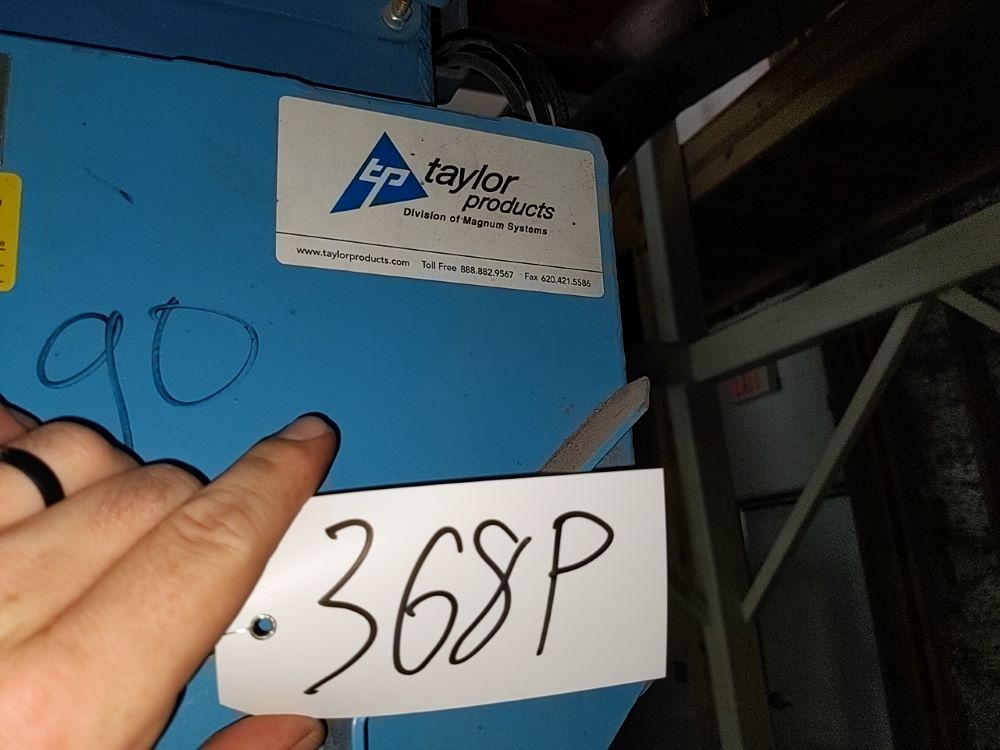 tp taylor
products
Division of Magnum Systems
www.taylorproducts.com Toll Free 888.882.9567 Fax 620.421.5586
90
368P